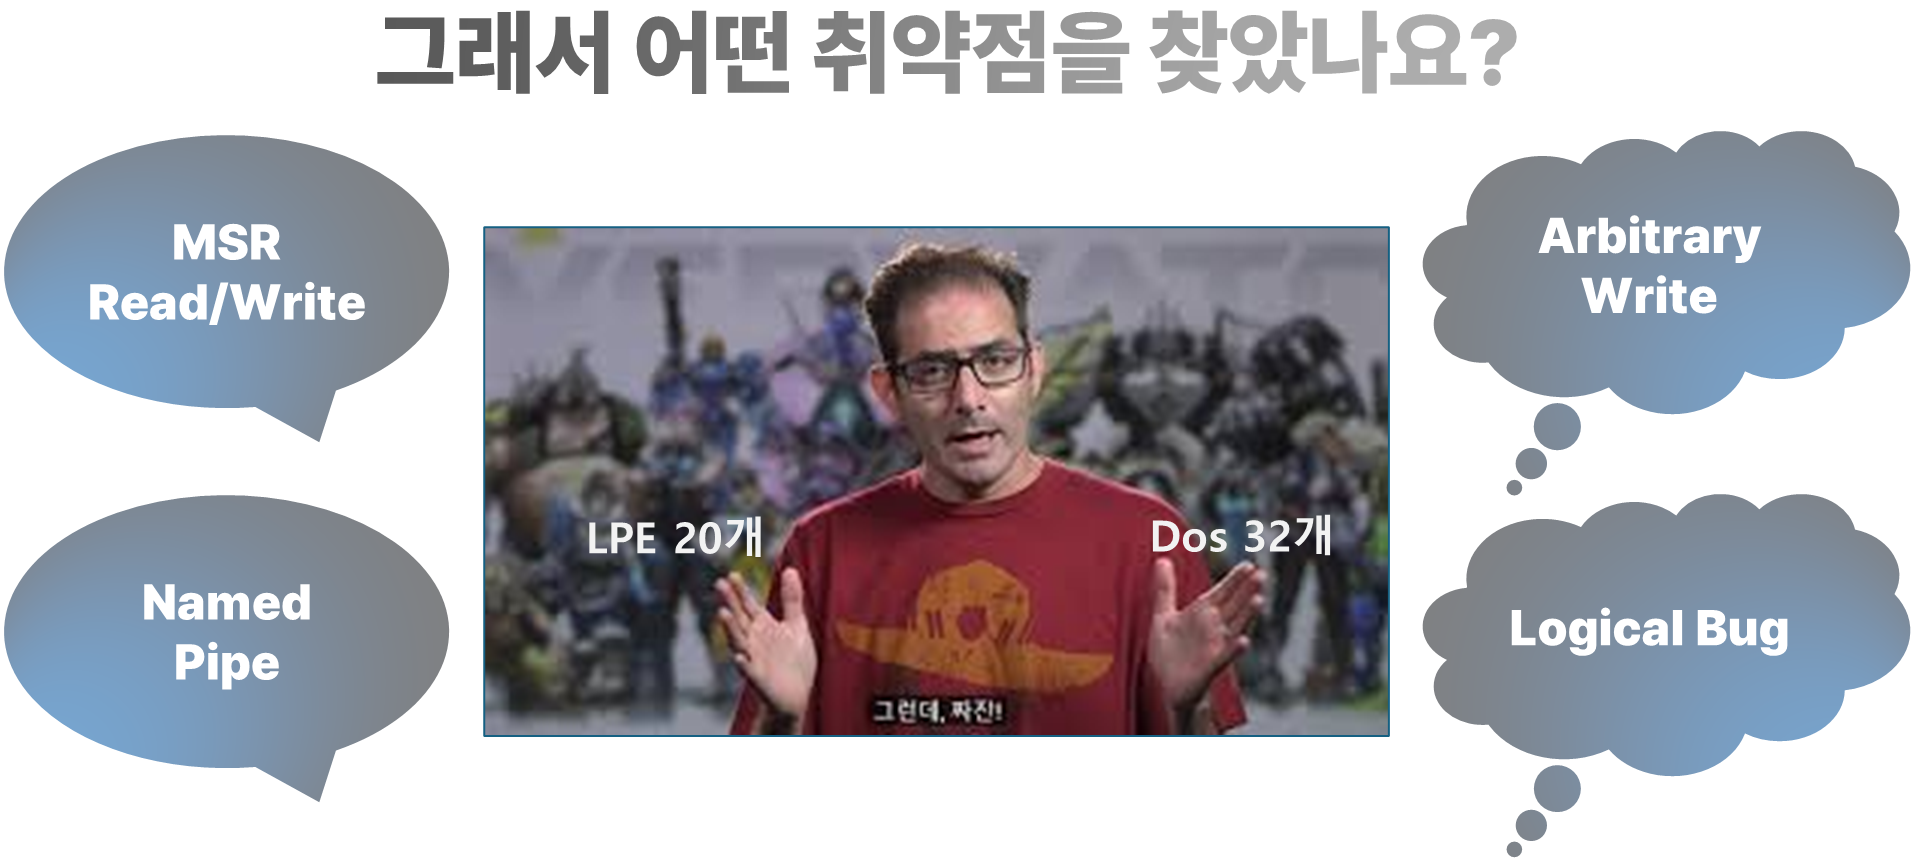 그래서 어떤 취약점을 찾았나요?
MSR
Read/Write
Named
Pipe
LPE 20개
Dos 32개
그런데, 짜진!
Arbitrary
Write
Logical Bug